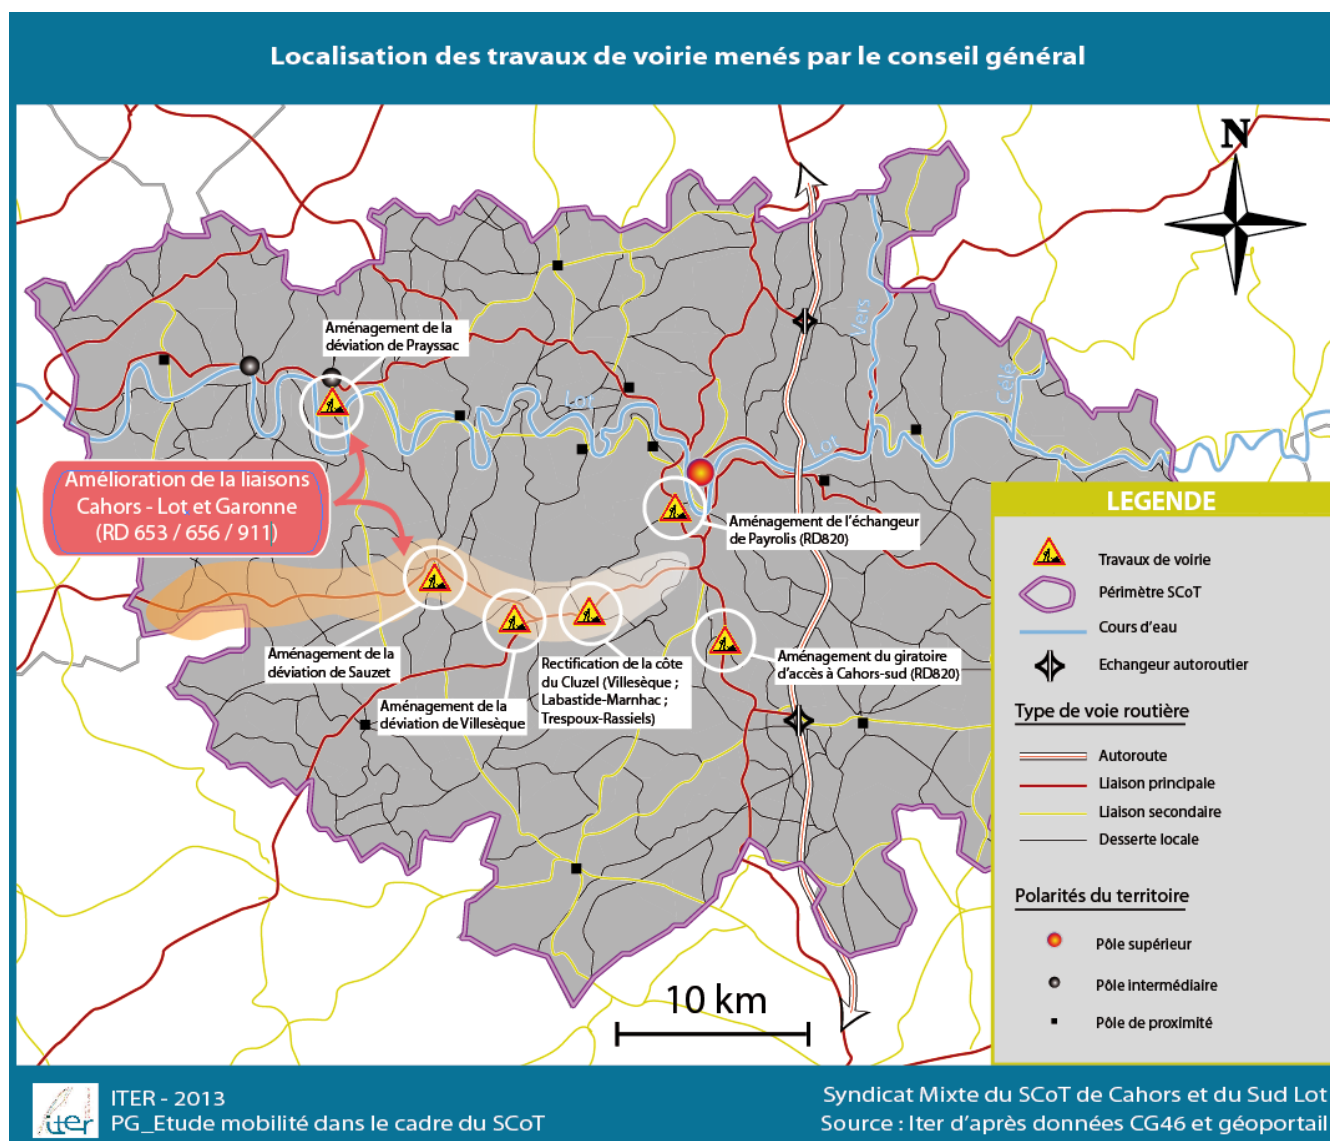 Localisation des travaux de voirie menés par le conseil général
N
Aménagement de la
déviation de Prayssac
Vers
Célé
Lot
Lot
Amélioration de la liaisons
Cahors - Lot et Garonne
(RD 653 / 656 / 911)
Aménagement de l'échangeur
de Payrolis (RD820)
Aménagement de la
déviation de Sauzet
Aménagement de la
déviation de Villesèque
Rectification de la côte
du Cluzel (Villesèque ;
Labastide-Marnhac ;
Trespoux-Rassiels)
Aménagement du giratoire
d'accès à Cahors-sud (RD820)
10 km
LEGENDE
Travaux de voirie
Périmètre SCoT
Cours d'eau
Echangeur autoroutier
Type de voie routière
Autoroute
Liaison principale
Liaison secondaire
Desserte locale
Polarités du territoire
Pôle supérieur
Pôle intermédiaire
Pôle de proximité
iter
ITER - 2013
PG_Etude mobilité dans le cadre du SCoT
Syndicat Mixte du SCoT de Cahors et du Sud Lot
Source : Iter d'après données CG46 et géoportail